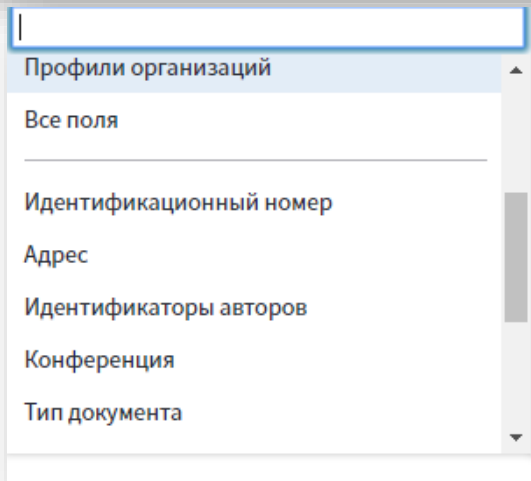 Профили организаций
Все поля
Идентификационный номер
Адрес
Идентификаторы авторов
Конференция
Тип документа